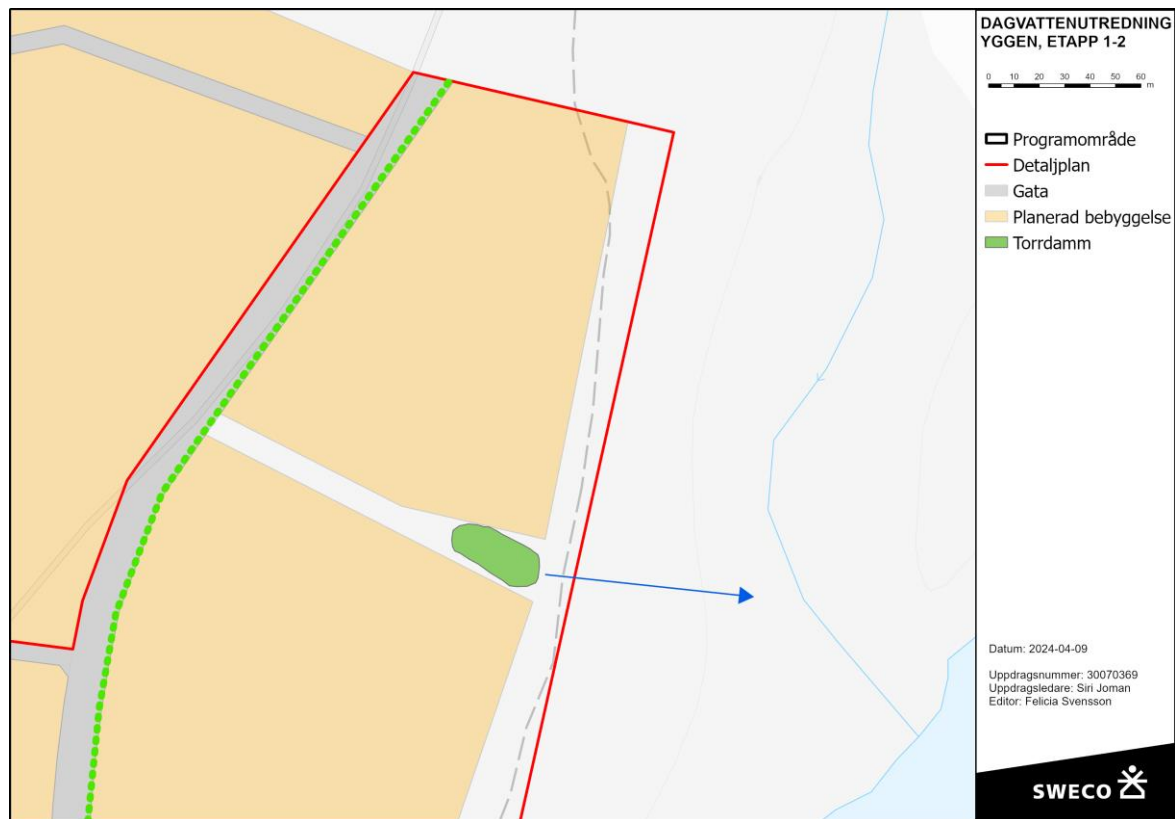 DAGVATTENUTREDNING
YGGEN, ETAPP 1-2
0 10 20 30 40 50 60
m
Programområde
Detaljplan
Gata
Planerad bebyggelse
Torrdamm
Datum: 2024-04-09
Uppdragsnummer: 30070369
Uppdragsledare: Siri Joman
Editor: Felicia Svensson
SWECO